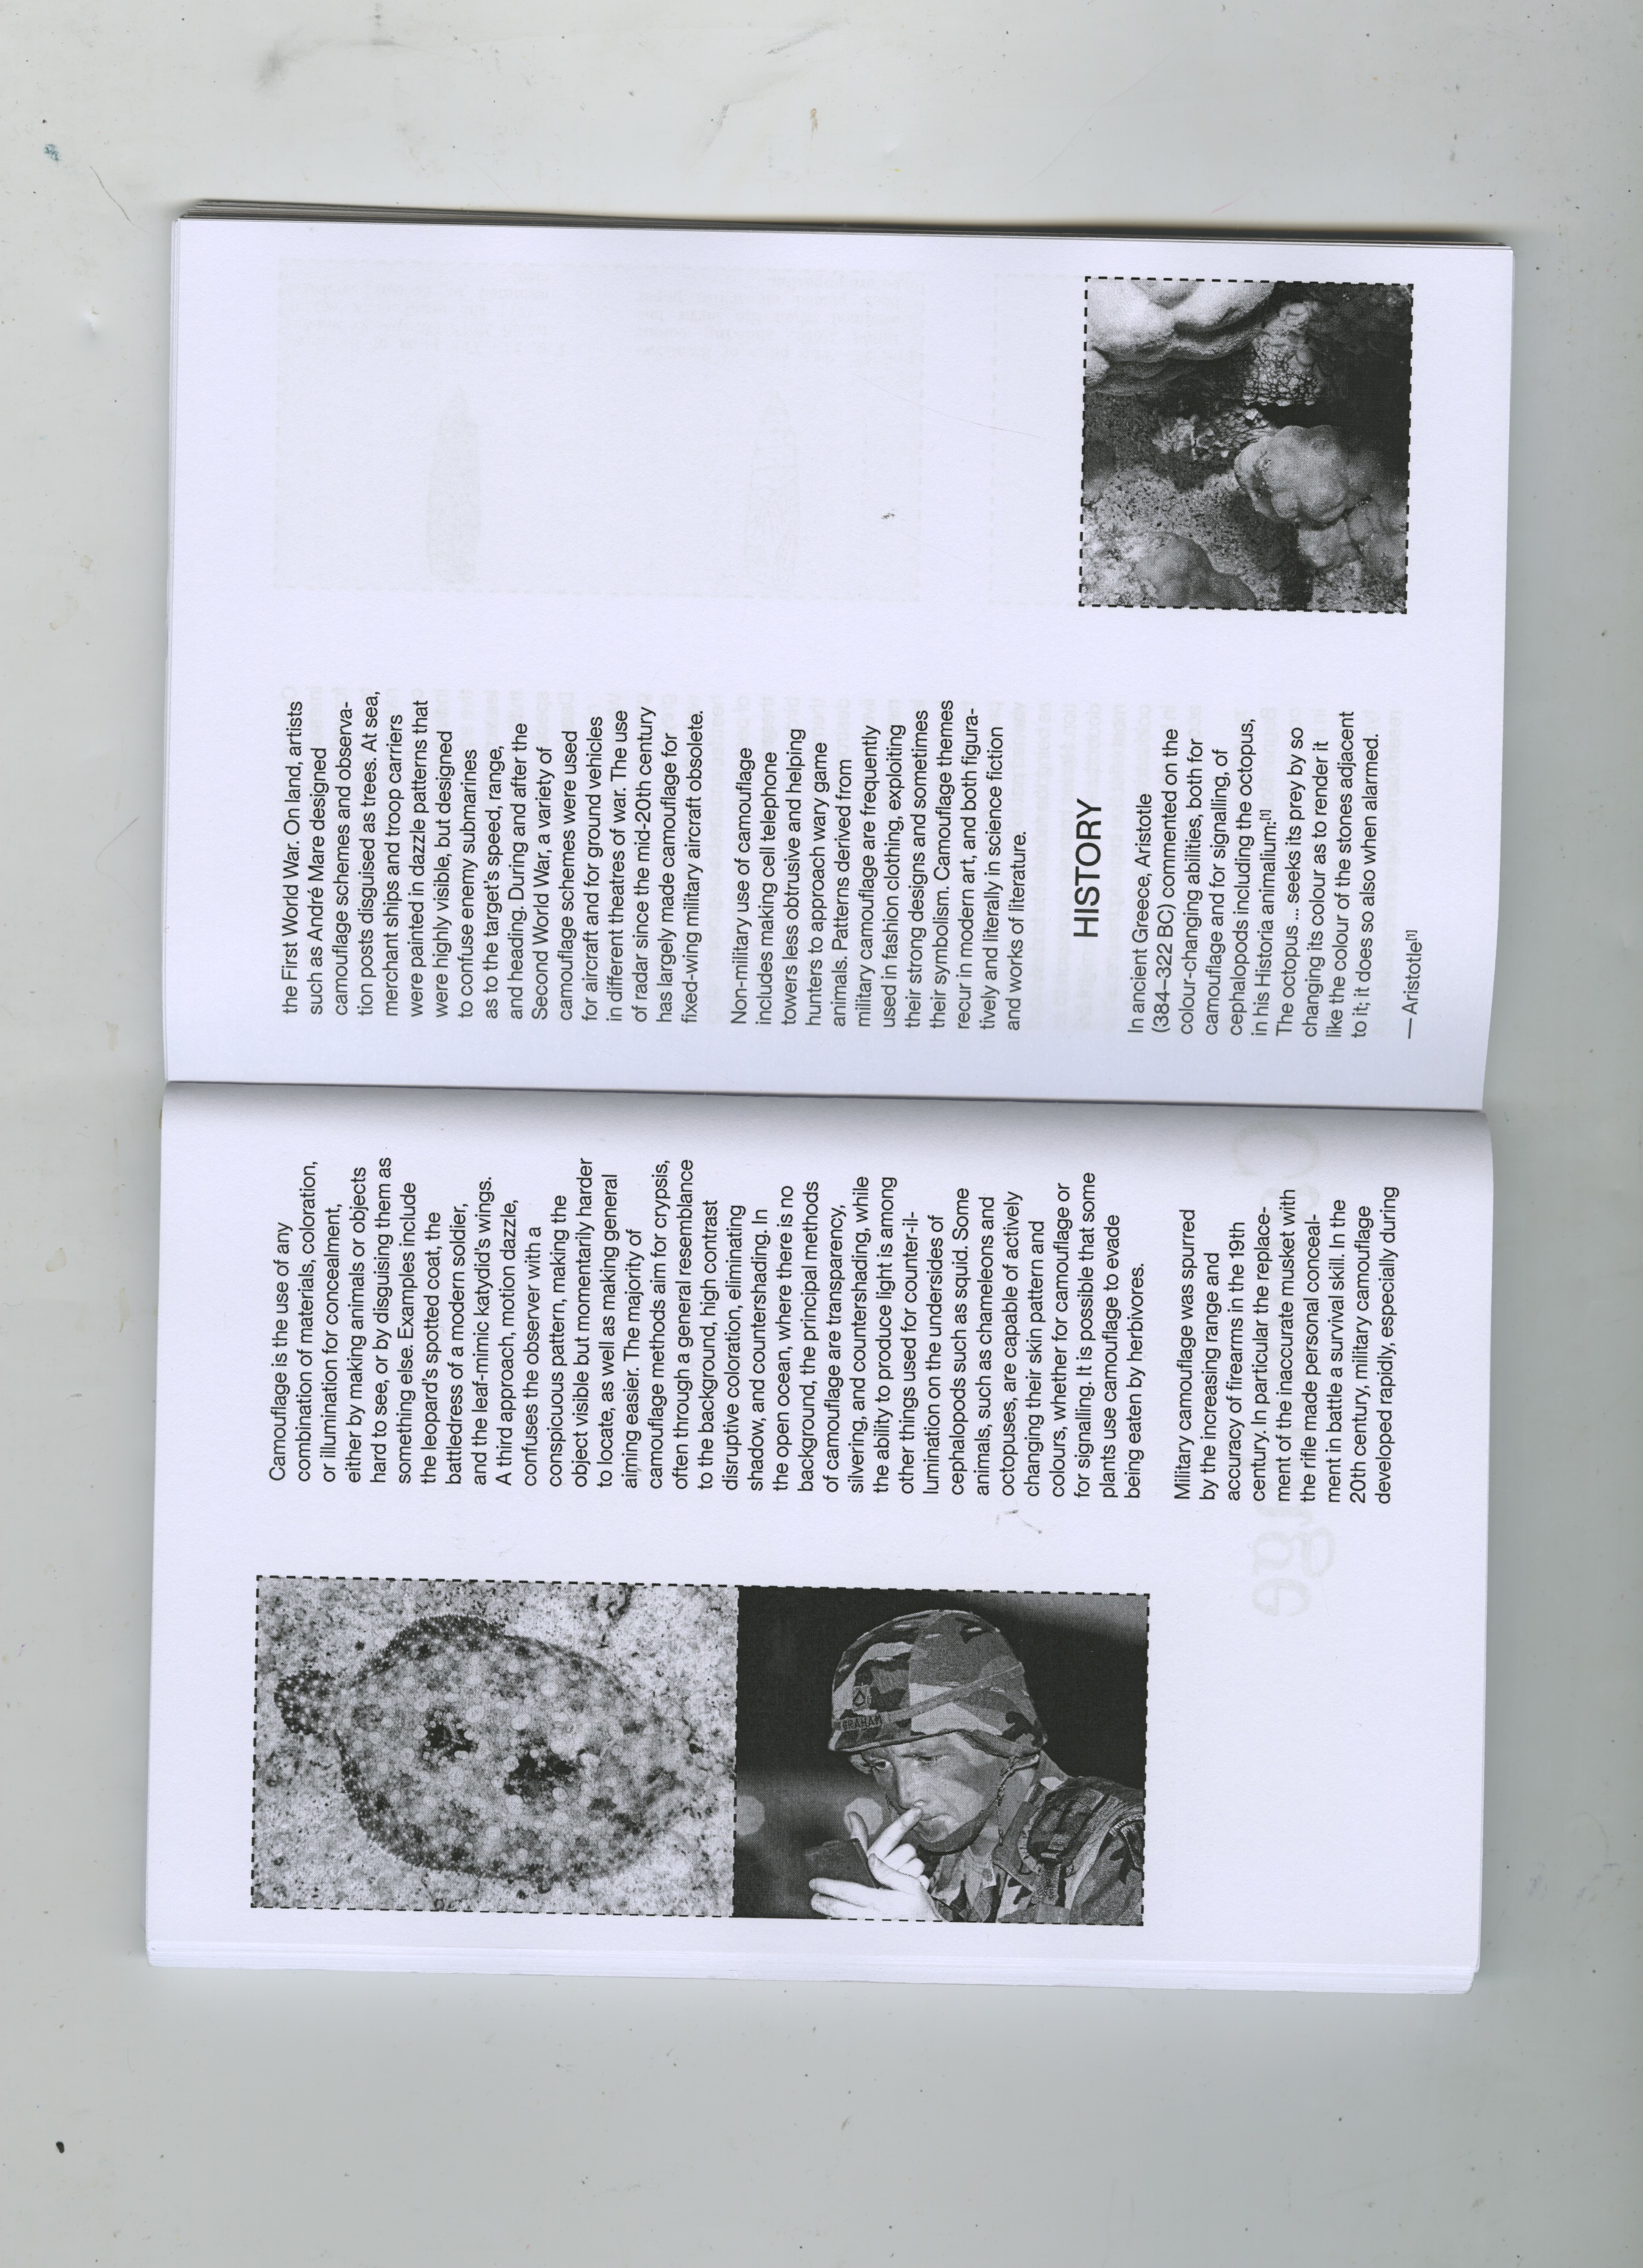 Camouflage is the use of any
combination of materials, coloration,
or illumination for concealment,
either by making animals or objects
hard to see, or by disguising them as
something else. Examples include
the leopard’s spotted coat, the
battledress of a modern soldier,
and the leaf-mimic katydid’s wings.
A third approach, motion dazzle,
confuses the observer with a
conspicuous pattern, making the
object visible but momentarily harder
to locate, as well as making general
aiming easier. The majority of
camouflage methods aim for crypsis,
often through a general resemblance
to the background, high contrast
disruptive coloration, eliminating
shadow, and countershading. In
the open ocean, where there is no
background, the principal methods
of camouflage are transparency,
silvering, and countershading, while
the ability to produce light is among
other things used for counter-il-
lumination on the undersides of
cephalopods such as squid. Some
animals, such as chameleons and
octopuses, are capable of actively
changing their skin pattern and
colours, whether for camouflage or
for signalling. It is possible that some
plants use camouflage to evade
being eaten by herbivores.
Military camouflage was spurred
by the increasing range and
accuracy of firearms in the 19th
century. In particular the replace-
ment of the inaccurate musket with
the rifle made personal conceal-
ment in battle a survival skill. In the
20th century, military camouflage
developed rapidly, especially during
the First World War. On land, artists
such as André Mare designed
camouflage schemes and observa-
tion posts disguised as trees. At sea,
merchant ships and troop carriers
were painted in dazzle patterns that
were highly visible, but designed
to confuse enemy submarines
as to the target’s speed, range,
and heading. During and after the
Second World War, a variety of
camouflage schemes were used
for aircraft and for ground vehicles
in different theatres of war. The use
of radar since the mid-20th century
has largely made camouflage for
fixed-wing military aircraft obsolete.
Non-military use of camouflage
includes making cell telephone
towers less obtrusive and helping
hunters to approach wary game
animals. Patterns derived from
military camouflage are frequently
used in fashion clothing, exploiting
their strong designs and sometimes
their symbolism. Camouflage themes
recur in modern art, and both figura-
tively and literally in science fiction
and works of literature.
HISTORY
In ancient Greece, Aristotle
(384–322 BC) commented on the
colour-changing abilities, both for
camouflage and for signalling, of
cephalopods including the octopus,
in his Historia animalium:[1]
The octopus ... seeks its prey by so
changing its colour as to render it
like the colour of the stones adjacent
to it; it does so also when alarmed.
— Aristotle[1]